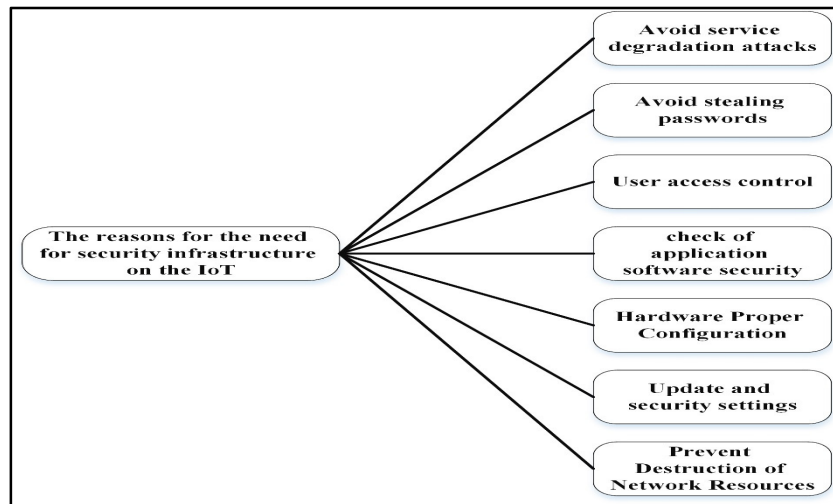 Avoid service
degradation attacks
Avoid stealing
passwords
User access control
The reasons for the need
for security infrastructure
on the IoT
check of
application
software security
Hardware Proper
Configuration
Update and
security settings
Prevent
Destruction of
Network Resources